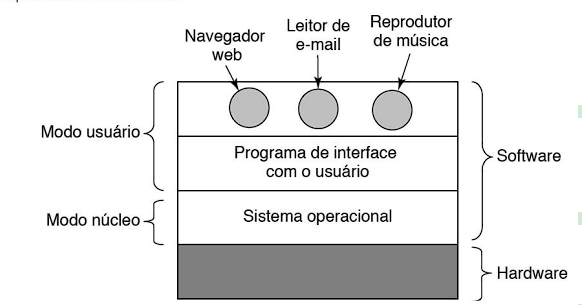 Navegador
web
Leitor de
e-mail
Reprodutor
de música
Modo usuário
Programa de interface
com o usuário
Software
Modo núcleo
Sistema operacional
Hardware